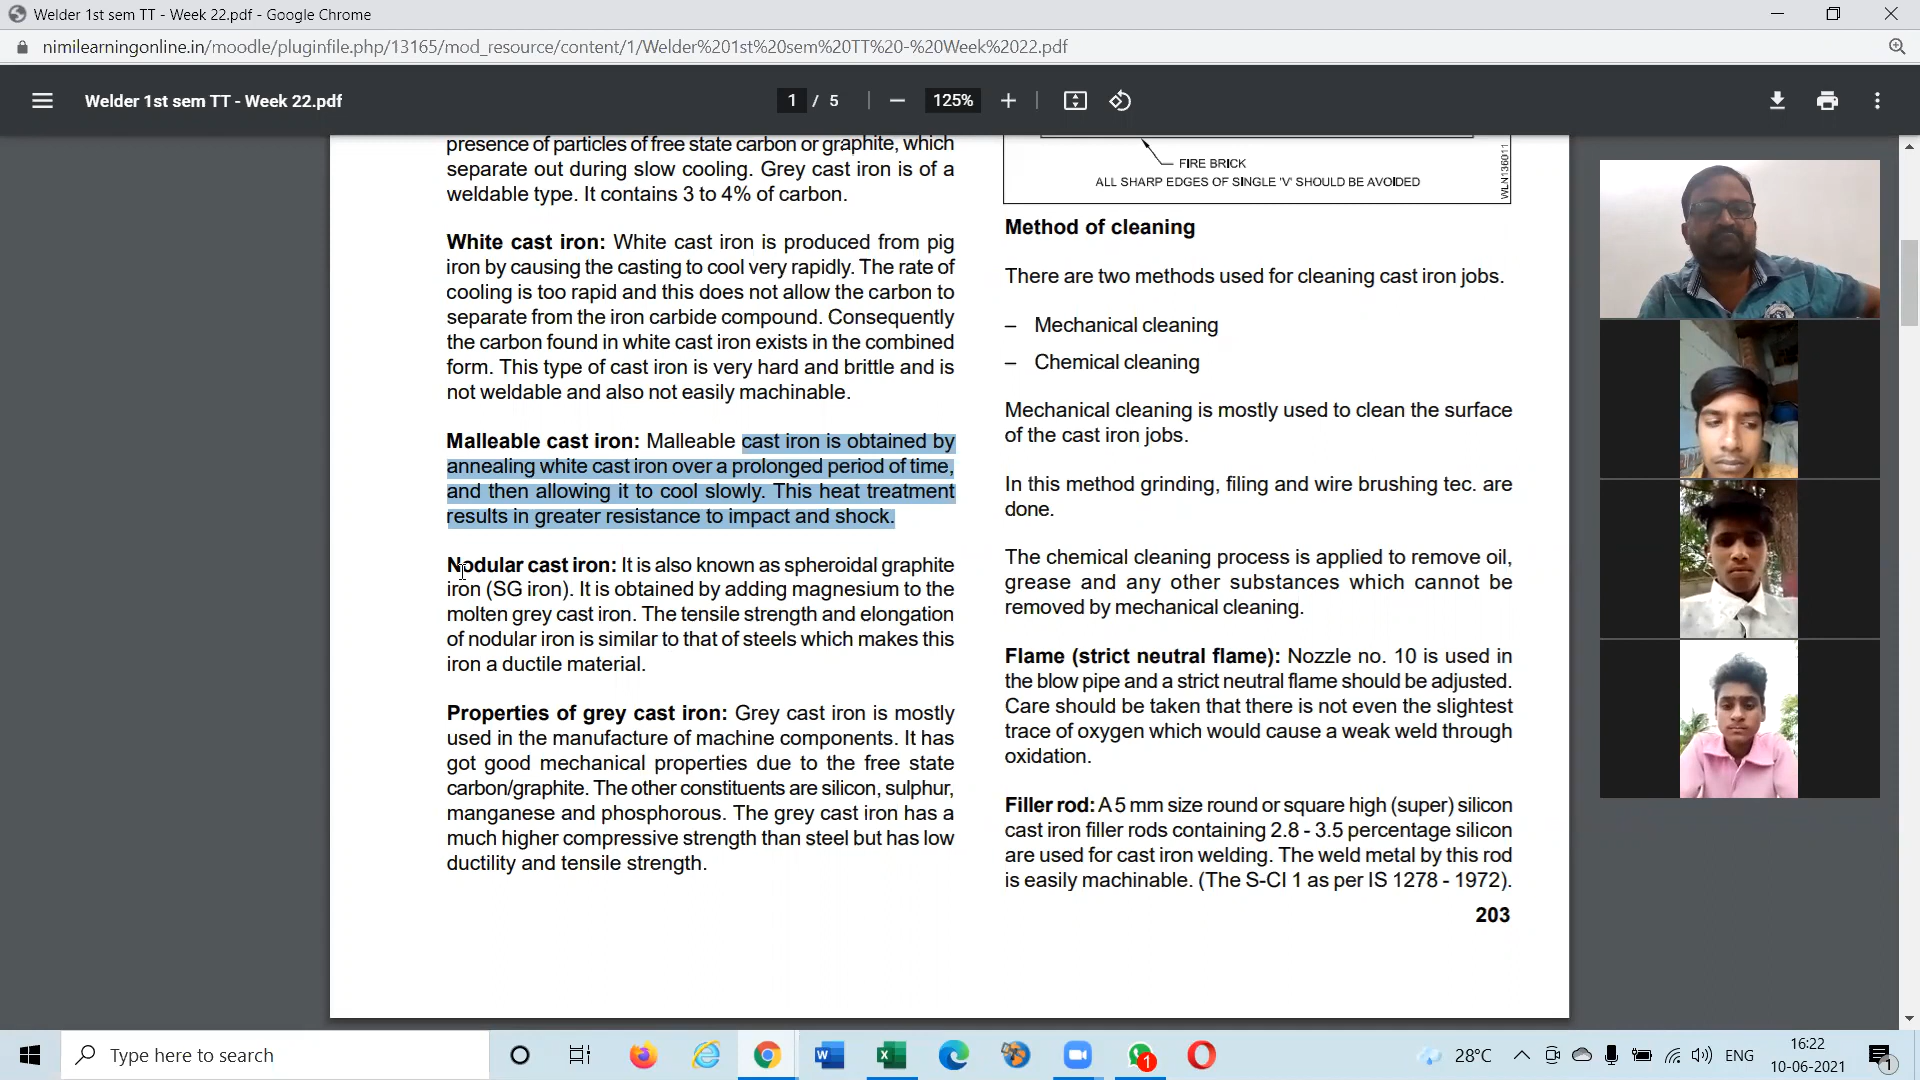 Welder 1st sem TT - Week 22.pdf - Google Chrome
nimilearningonline.in/moodle/pluginfile.php/13165/mod_resource/content/1/Welder%201st%20sem%20TT%20-%20Week%2022.pdf
Welder 1st sem TT - Week 22.pdf
1 / 5
125%
presence of particles of free state carbon or graphite, which
separate out during slow cooling. Grey cast iron is of a
weldable type. It contains 3 to 4% of carbon.
White cast iron: White cast iron is produced from pig
iron by causing the casting to cool very rapidly. The rate of
cooling is too rapid and this does not allow the carbon to
separate from the iron carbide compound. Consequently
the carbon found in white cast iron exists in the combined
form. This type of cast iron is very hard and brittle and is
not weldable and also not easily machinable.
Malleable cast iron: Malleable cast iron is obtained by
annealing white cast iron over a prolonged period of time,
and then allowing it to cool slowly. This heat treatment
results in greater resistance to impact and shock.
Nodular cast iron: It is also known as spheroidal graphite
iron (SG iron). It is obtained by adding magnesium to the
molten grey cast iron. The tensile strength and elongation
of nodular iron is similar to that of steels which makes this
iron a ductile material.
Properties of grey cast iron: Grey cast iron is mostly
used in the manufacture of machine components. It has
got good mechanical properties due to the free state
carbon/graphite. The other constituents are silicon, sulphur,
manganese and phosphorous. The grey cast iron has a
much higher compressive strength than steel but has low
ductility and tensile strength.
FIRE BRICK
ALL SHARP EDGES OF SINGLE 'V' SHOULD BE AVOIDED
WLN136011
Method of cleaning
There are two methods used for cleaning cast iron jobs.
– Mechanical cleaning
– Chemical cleaning
Mechanical cleaning is mostly used to clean the surface
of the cast iron jobs.
In this method grinding, filing and wire brushing tec. are
done.
The chemical cleaning process is applied to remove oil,
grease and any other substances which cannot be
removed by mechanical cleaning.
Flame (strict neutral flame): Nozzle no. 10 is used in
the blow pipe and a strict neutral flame should be adjusted.
Care should be taken that there is not even the slightest
trace of oxygen which would cause a weak weld through
oxidation.
Filler rod: A 5 mm size round or square high (super) silicon
cast iron filler rods containing 2.8 - 3.5 percentage silicon
are used for cast iron welding. The weld metal by this rod
is easily machinable. (The S-CI 1 as per IS 1278 - 1972).
203
Type here to search
1
28°C
ENG
16:22
10-06-2021
1